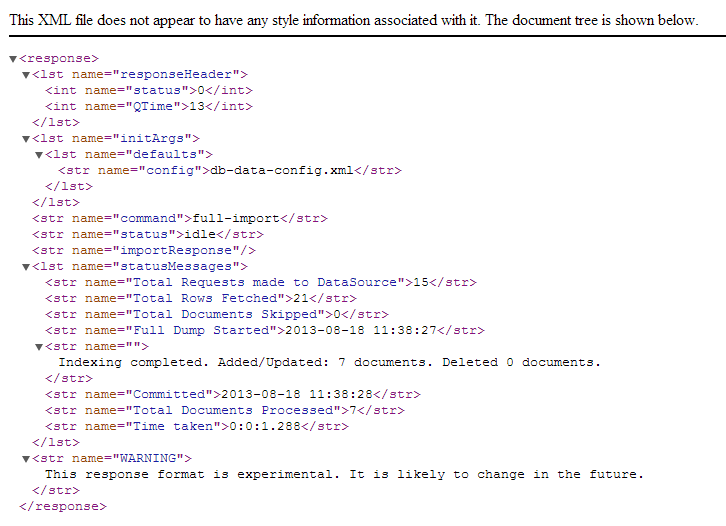 This XML file does not appear to have any style information associated with it. The document tree is shown below.
▼<response>
▼<lst name="responseHeader">
<int name="status">0</int>
<int name="QTime">13</int>
</lst>
▼<lst name="initArgs">
▼<lst name="defaults">
<str name="config">db-data-config.xml</str>
</lst>
</lst>
<str name="command">full-import</str>
<str name="status">idle</str>
<str name="importResponse"/>
▼<lst name="statusMessages">
<str name="Total Requests made to DataSource">15</str>
<str name="Total Rows Fetched">21</str>
<str name="Total Documents Skipped">0</str>
<str name="Full Dump Started">2013-08-18 11:38:27</str>
▼<str name="">
Indexing completed. Added/Updated: 7 documents. Deleted 0 documents.
</str>
<str name="Committed">2013-08-18 11:38:28</str>
<str name="Total Documents Processed">7</str>
<str name="Time taken">0:0:1.288</str>
</lst>
▼<str name="WARNING">
This response format is experimental. It is likely to change in the future.
</str>
</response>